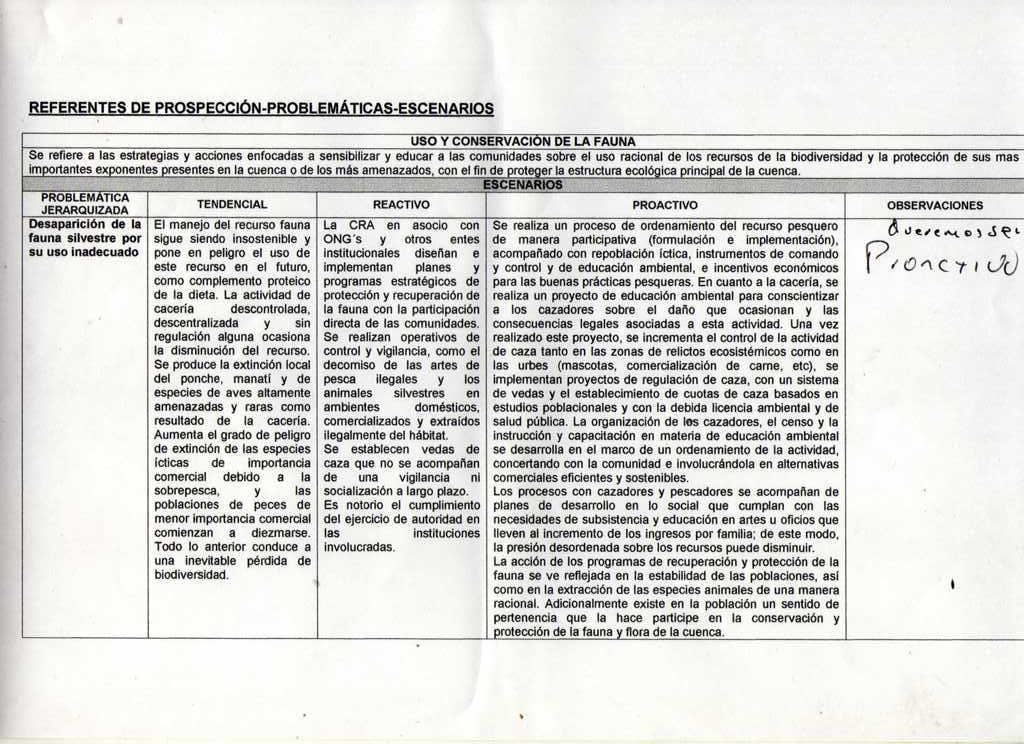 REFERENTES DE PROSPECCIÓN-PROBLEMÁTICAS-ESCENARIOS
USO Y CONSERVACIÓN DE LA FAUNA
Se refiere a las estrategias y acciones enfocadas a sensibilizar y educar a las comunidades sobre el uso racional de los recursos de la biodiversidad y la protección de sus mas
importantes exponentes presentes en la cuenca o de los más amenazados, con el fin de proteger la estructura ecológica principal de la cuenca.
ESCENARIOS
PROBLEMÁTICA
JERARQUIZADA
TENDENCIAL
REACTIVO
PROACTIVO
OBSERVACIONES
Desaparición de la
fauna silvestre por
su uso inadecuado
El manejo del recurso fauna
sigue siendo insostenible y
pone en peligro el uso de
este recurso en el futuro,
como complemento proteico
de la dieta. La actividad de
cacería descontrolada,
descentralizada y sin
regulación alguna ocasiona
la disminución del recurso.
Se produce la extinción local
del ponche, manatí y de
especies de aves altamente
amenazadas y raras como
resultado de la cacería.
Aumenta el grado de peligro
de extinción de las especies
ícticas de importancia
comercial debido a la
sobrepesca, y las
poblaciones de peces de
menor importancia comercial
comienzan a diezmarse.
Todo lo anterior conduce a
una inevitable pérdida de
biodiversidad.
La CRA en asocio con
ONG´s y otros entes
institucionales diseñan e
implementan planes y
programas estratégicos de
protección y recuperación de
la fauna con la participación
directa de las comunidades.
Se realizan operativos de
control y vigilancia, como el
decomiso de las artes de
pesca ilegales y los
animales silvestres en
ambientes domésticos,
comercializados y extraídos
ilegalmente del hábitat.
Se establecen vedas de
caza que no se acompañan
de una vigilancia ni
socialización a largo plazo.
Es notorio el cumplimiento
del ejercicio de autoridad en
las instituciones
involucradas.
Se realiza un proceso de ordenamiento del recurso pesquero
de manera participativa (formulación e implementación),
acompañado con repoblación íctica, instrumentos de comando
y control y de educación ambiental, e incentivos económicos
para las buenas prácticas pesqueras. En cuanto a la cacería, se
realiza un proyecto de educación ambiental para conscientizar
a los cazadores sobre el daño que ocasionan y las
consecuencias legales asociadas a esta actividad. Una vez
realizado este proyecto, se incrementa el control de la actividad
de caza tanto en las zonas de relictos ecosistémicos como en
las urbes (mascotas, comercialización de carne, etc), se
implementan proyectos de regulación de caza, con un sistema
de vedas y el establecimiento de cuotas de caza basados en
estudios poblacionales y con la debida licencia ambiental y de
salud pública. La organización de los cazadores, el censo y la
instrucción y capacitación en materia de educación ambiental
se desarrolla en el marco de un ordenamiento de la actividad,
concertando con la comunidad e involucrándola en alternativas
comerciales eficientes y sostenibles.
Los procesos con cazadores y pescadores se acompañan de
planes de desarrollo en lo social que cumplan con las
necesidades de subsistencia y educación en artes u oficios que
lleven al incremento de los ingresos por familia; de este modo,
la presión desordenada sobre los recursos puede disminuir.
La acción de los programas de recuperación y protección de la
fauna se ve reflejada en la estabilidad de las poblaciones, así
como en la extracción de las especies animales de una manera
racional. Adicionalmente existe en la población un sentido de
pertenencia que la hace participe en la conservación y
protección de la fauna y flora de la cuenca.
Queremos ser
Proactivo